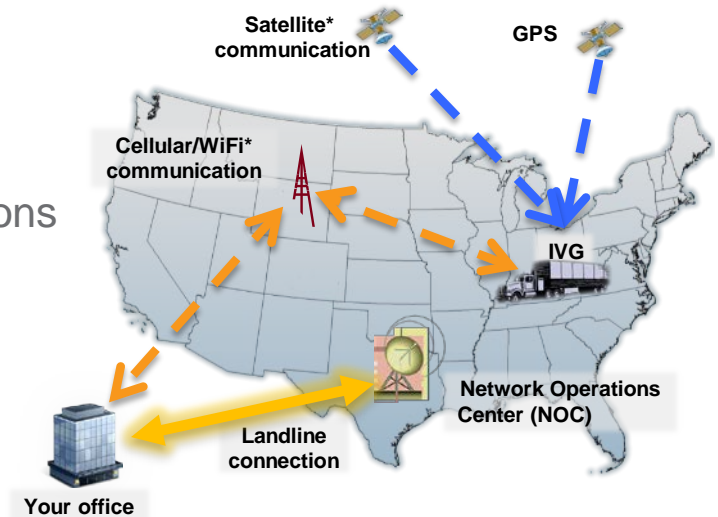 Satellite*
communication
GPS
Cellular/WiFi*
communication
ons
IVG
Network Operations
Center (NOC)
Landline
connection
Your office